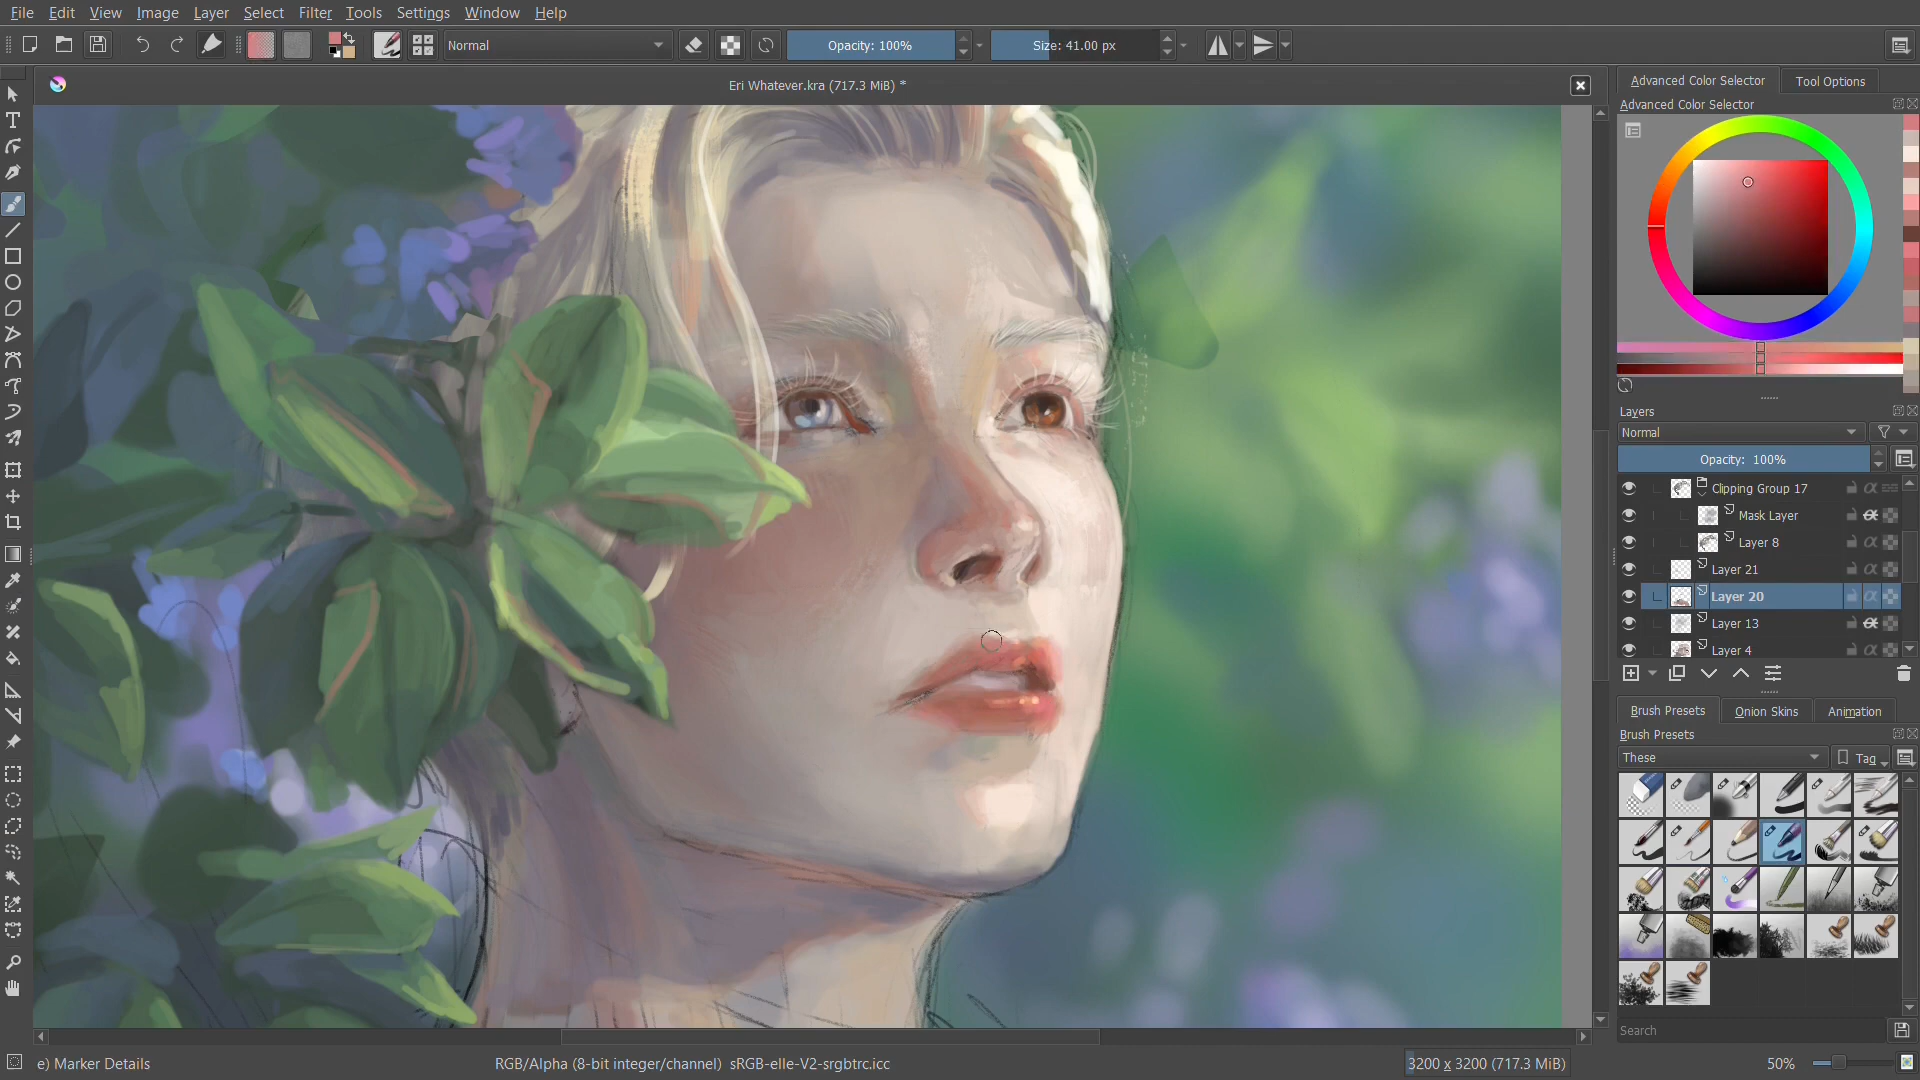 File Edit View Image Layer Select Filter Tools Settings Window Help
Normal
Opacity: 100%
Size: 41.00 px
Eri Whatever.kra (717.3 MiB) *
Advanced Color Selector
Tool Options
Advanced Color Selector
Layers
Normal
Opacity: 100%
Clipping Group 17
Mask Layer
Layer 8
Layer 21
Layer 20
Layer 13
Layer 4
Brush Presets
Onion Skins
Animation
Brush Presets
These
Tag
Search
e) Marker Details
RGB/Alpha (8-bit integer/channel) sRGB-elle-V2-srgbtrc.icc
3200 x 3200 (717.3 MiB)
50%